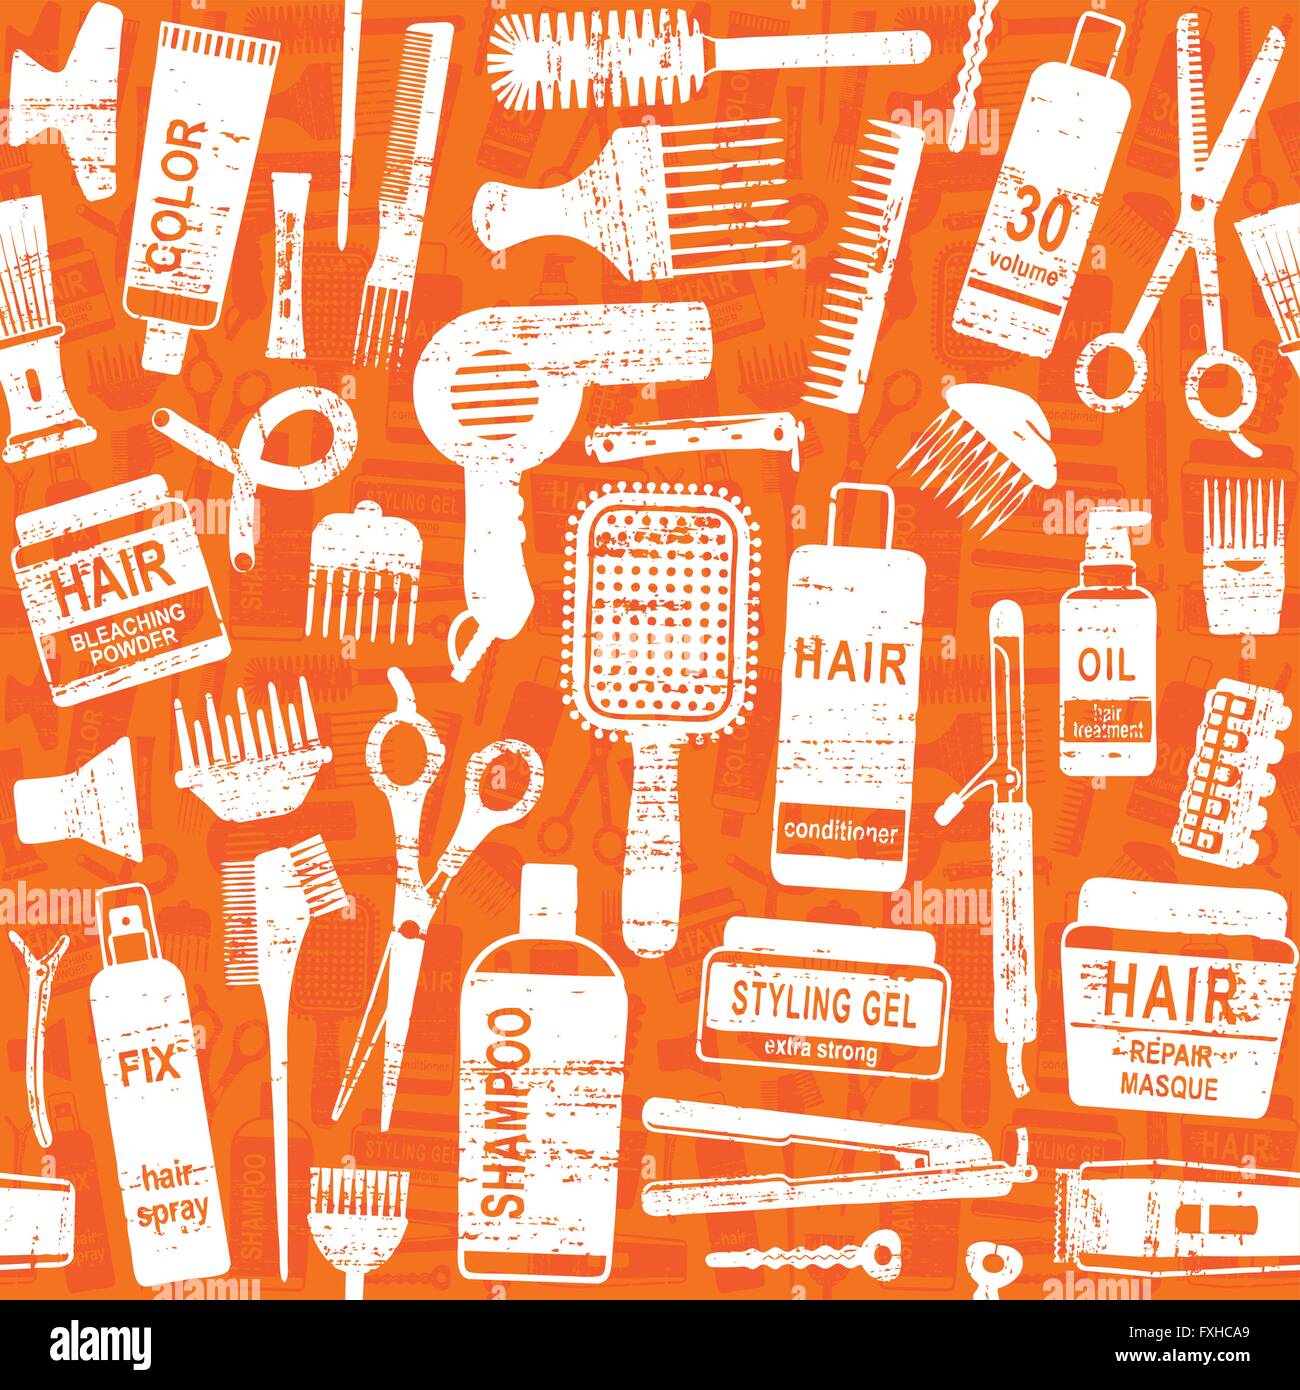 COLOR
30
volume
HAIR
BLEACHING
POWDER
HAIR
conditioner
OIL
hair
treatment
FIX
hair
spray
SHAMPOO
STYLING GEL
extra strong
HAIR
REPAIR
MASQUE
a
alamy stock photo
FXHCA9
www.alamy.com